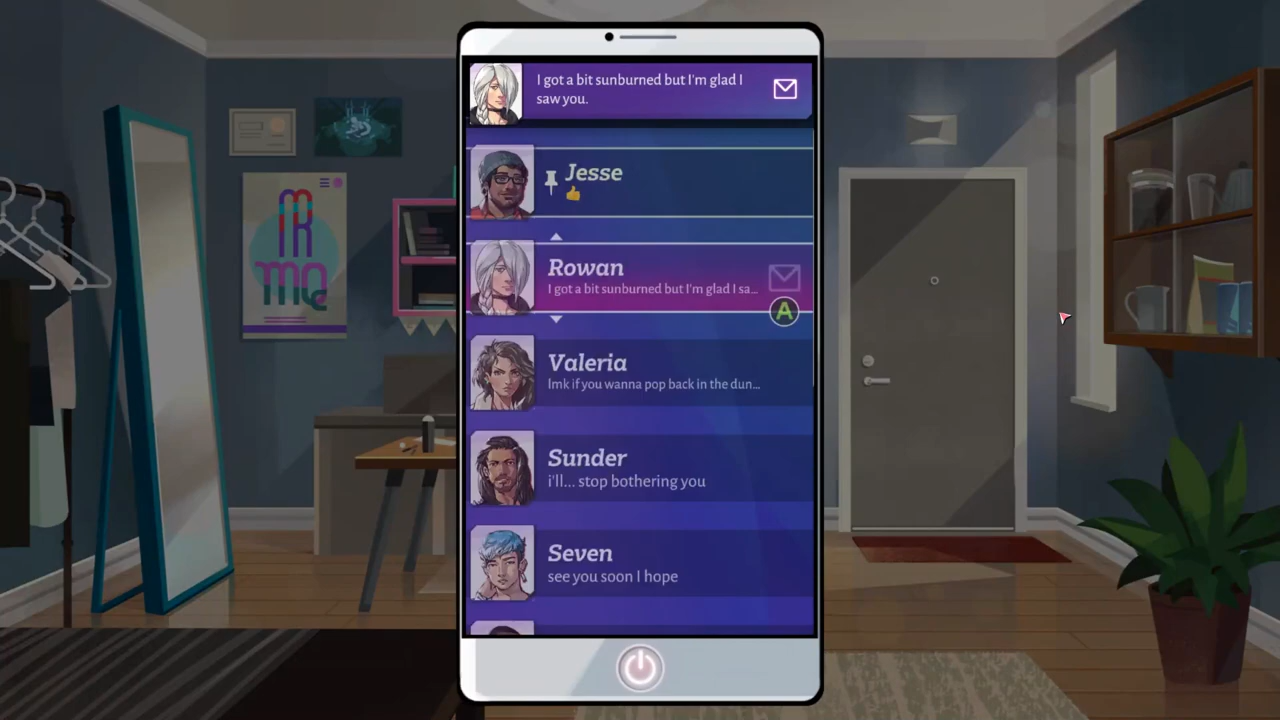 I got a bit sunburned but I'm glad I
saw you.
Jesse
👍
Rowan
I got a bit sunburned but I'm glad I sa...
A
Valeria
lmk if you wanna pop back in the dun...
Sunder
i'll... stop bothering you
Seven
see you soon I hope